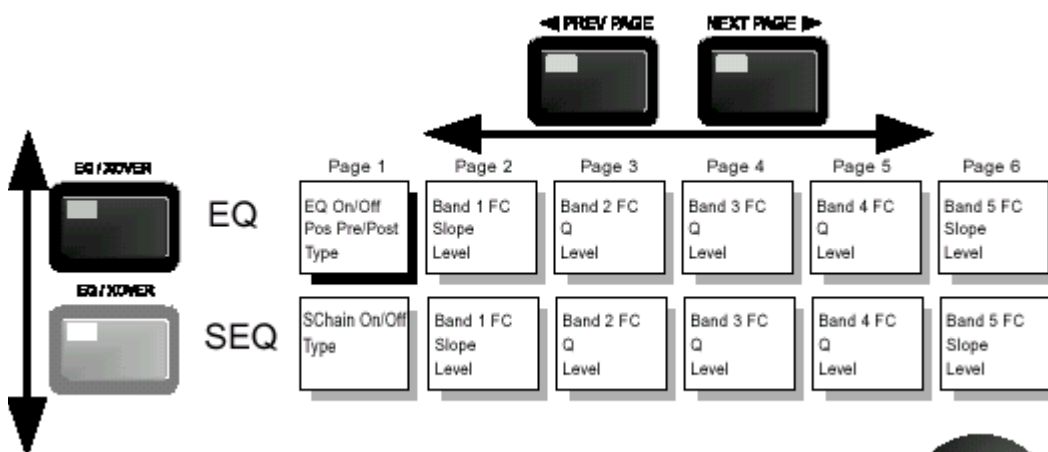 PREV PAGE NEXT PAGE
Page 1 Page 2 Page 3 Page 4 Page 5 Page 6
EQ / XOVER
EQ
EQ On/Off
Pos Pre/Post
Type
Band 1 FC
Slope
Level
Band 2 FC
Q
Level
Band 3 FC
Q
Level
Band 4 FC
Q
Level
Band 5 FC
Slope
Level
EQ / XOVER
SEQ
SChain On/Off
Type
Band 1 FC
Slope
Level
Band 2 FC
Q
Level
Band 3 FC
Q
Level
Band 4 FC
Q
Level
Band 5 FC
Slope
Level